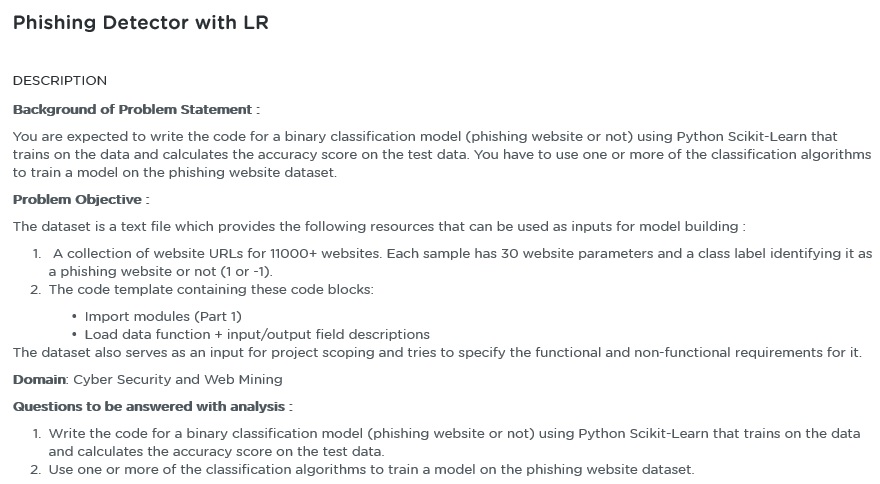 Phishing Detector with LR
DESCRIPTION
Background of Problem Statement :
You are expected to write the code for a binary classification model (phishing website or not) using Python Scikit-Learn that
trains on the data and calculates the accuracy score on the test data. You have to use one or more of the classification algorithms
to train a model on the phishing website dataset.
Problem Objective :
The dataset is a text file which provides the following resources that can be used as inputs for model building :
1. A collection of website URLs for 11000+ websites. Each sample has 30 website parameters and a class label identifying it as
a phishing website or not (1 or -1).
2. The code template containing these code blocks:
• Import modules (Part 1)
• Load data function + input/output field descriptions
The dataset also serves as an input for project scoping and tries to specify the functional and non-functional requirements for it.
Domain: Cyber Security and Web Mining
Questions to be answered with analysis :
1. Write the code for a binary classification model (phishing website or not) using Python Scikit-Learn that trains on the data
and calculates the accuracy score on the test data.
2. Use one or more of the classification algorithms to train a model on the phishing website dataset.